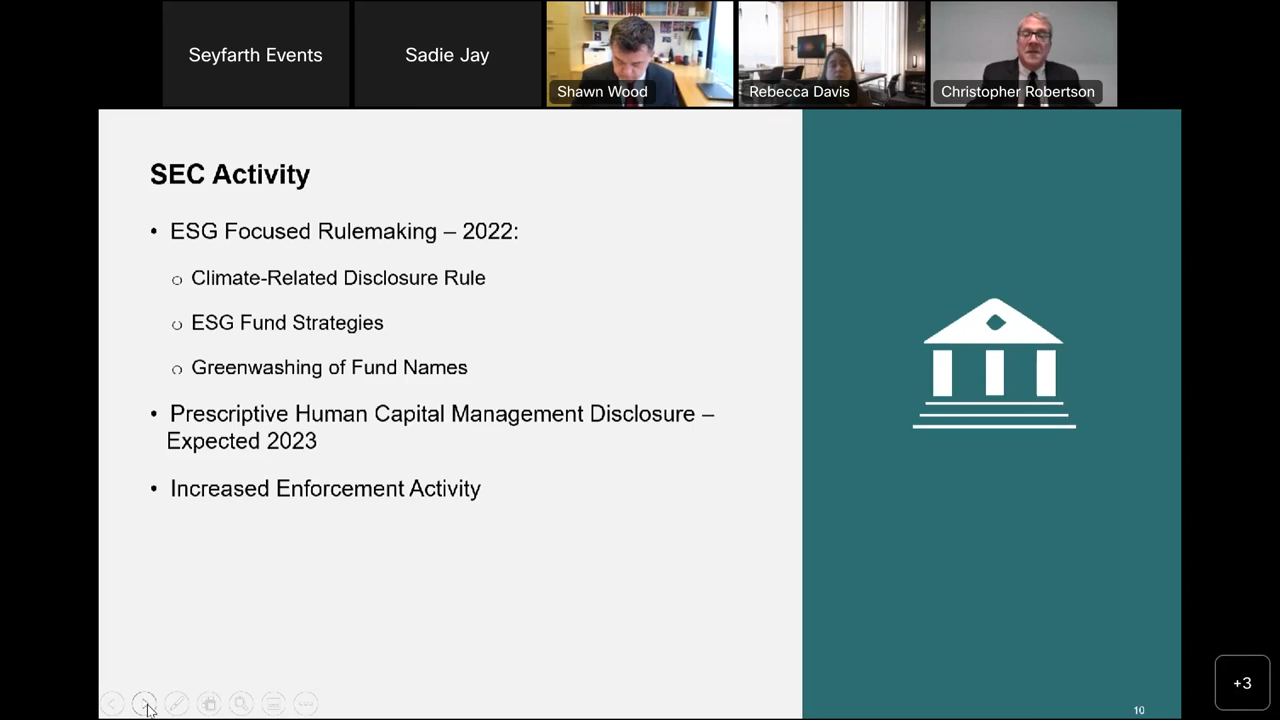 Seyfarth Events
Sadie Jay
Shawn Wood
Rebecca Davis
Christopher Robertson
SEC Activity
• ESG Focused Rulemaking – 2022:
○ Climate-Related Disclosure Rule
○ ESG Fund Strategies
○ Greenwashing of Fund Names
• Prescriptive Human Capital Management Disclosure –
Expected 2023
• Increased Enforcement Activity
+3
10